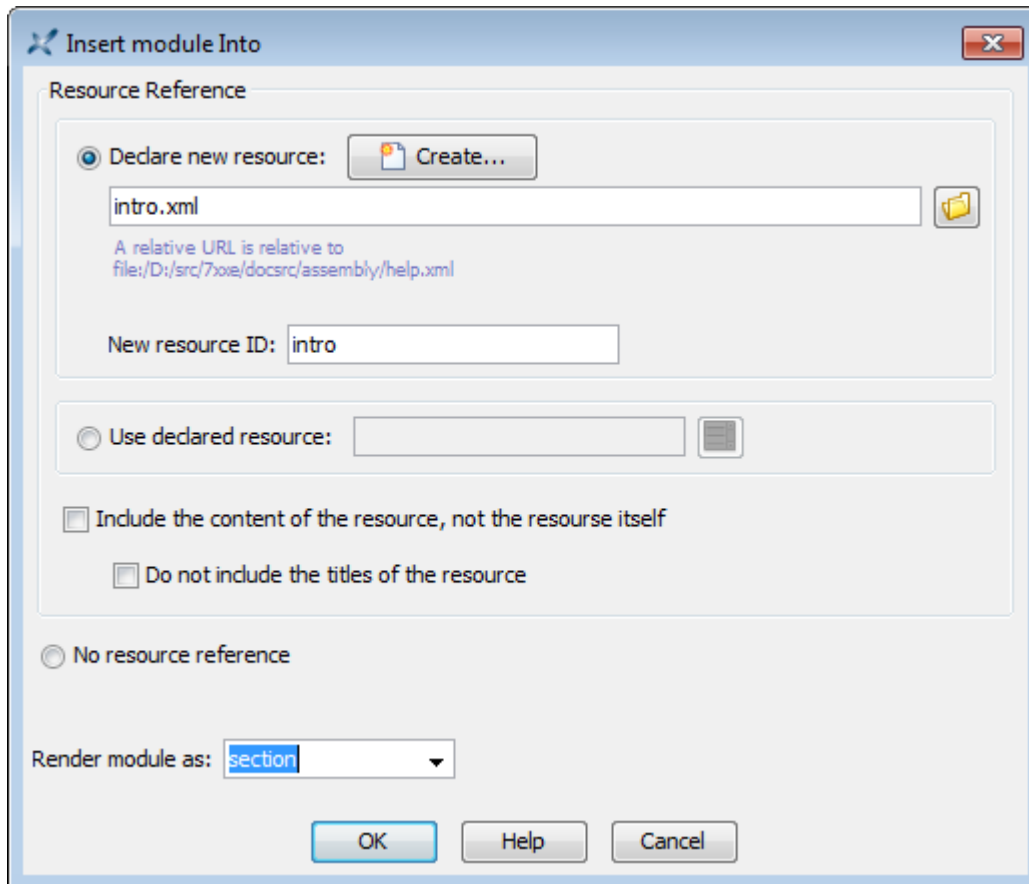 Insert module Into
Resource Reference
Declare new resource: Create...
intro.xml
A relative URL is relative to
file:/D:/src/7xxe/docsrc/assembly/help.xml
New resource ID: intro
Use declared resource:
Include the content of the resource, not the resourse itself
Do not include the titles of the resource
No resource reference
Render module as: section
OK Help Cancel